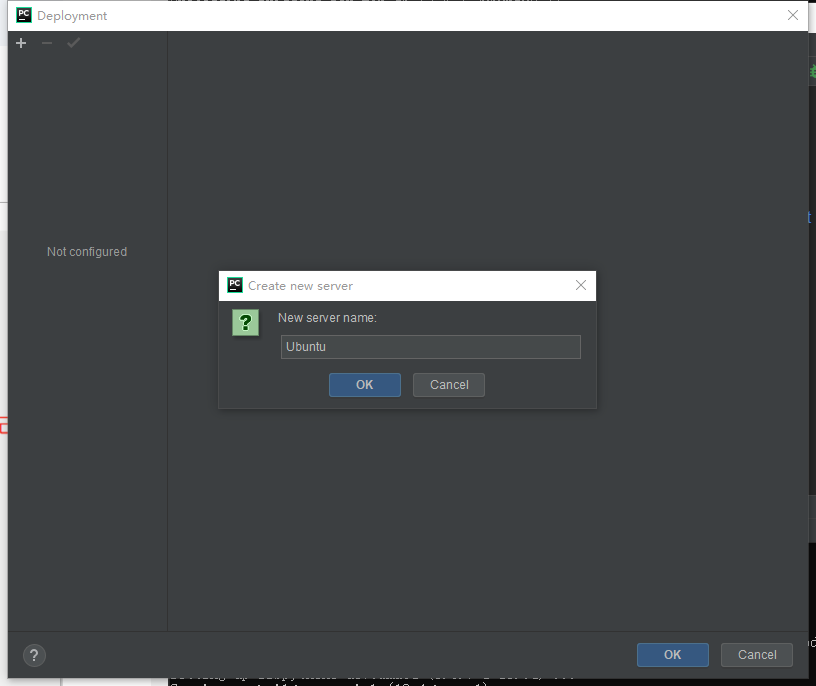 PC Deployment
Not configured
PC Create new server
?
New server name:
Ubuntu
OK Cancel
? OK Cancel